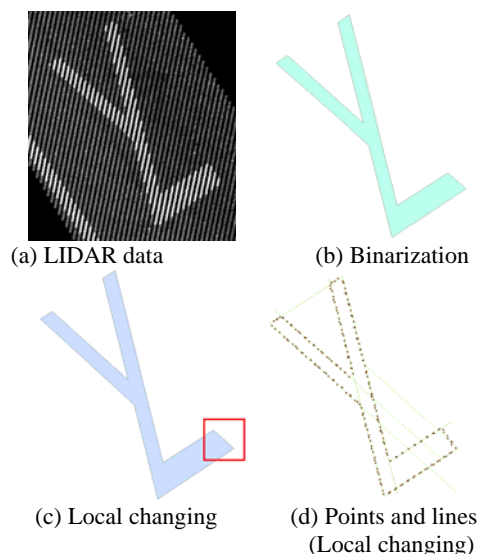 (a) LIDAR data
(b) Binarization
(c) Local changing
(d) Points and lines
(Local changing)